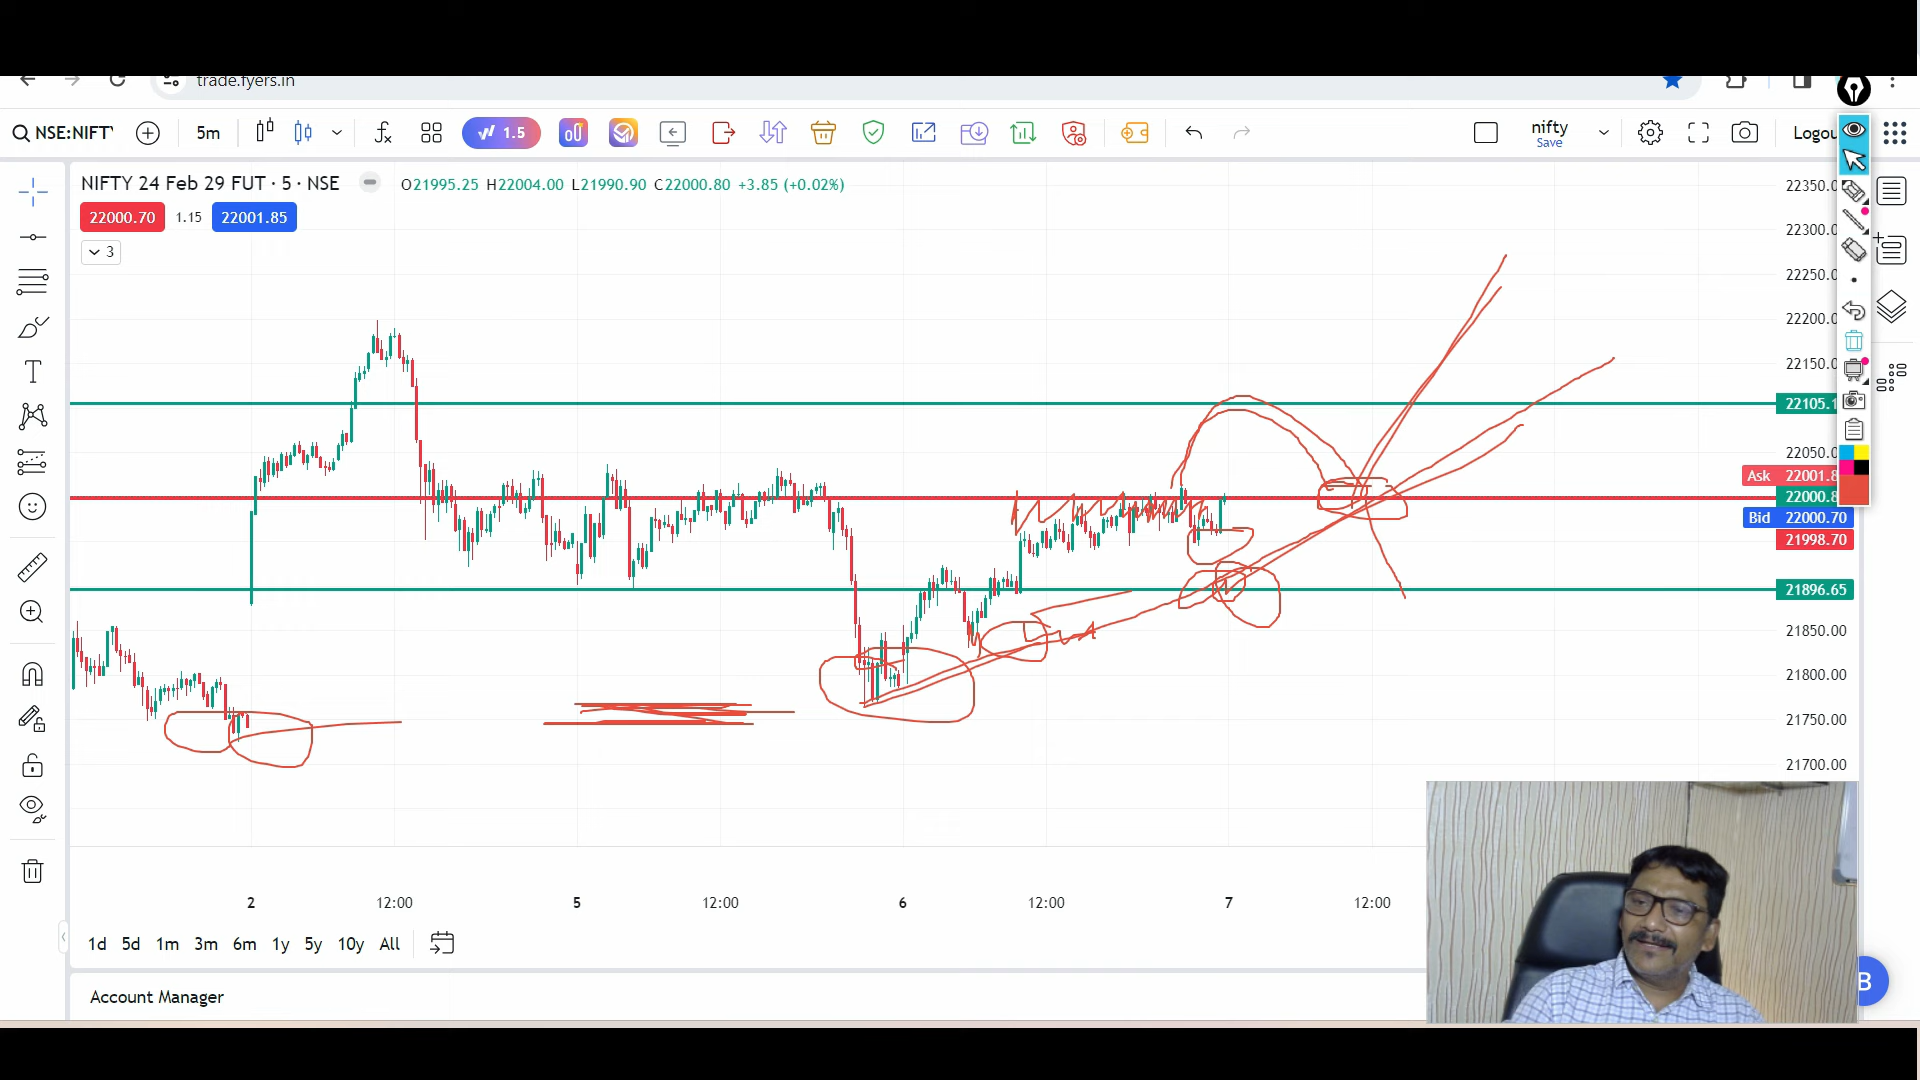 trade.fyers.in
NSE:NIFTY
5m
1.5
nifty
Save
Logou
NIFTY 24 Feb 29 FUT · 5 · NSE
O21995.25 H22004.00 L21990.90 C22000.80 +3.85 (+0.02%)
22000.70 1.15 22001.85
3
22350.0
22300.0
22250.0
22200.0
22150.0
22105.1
22050.0
Ask 22001.8
22000.8
Bid 22000.70
21998.70
21896.65
21850.00
21800.00
21750.00
21700.00
2 12:00 5 12:00 6 12:00 7 12:00
1d 5d 1m 3m 6m 1y 5y 10y All
Account Manager
B